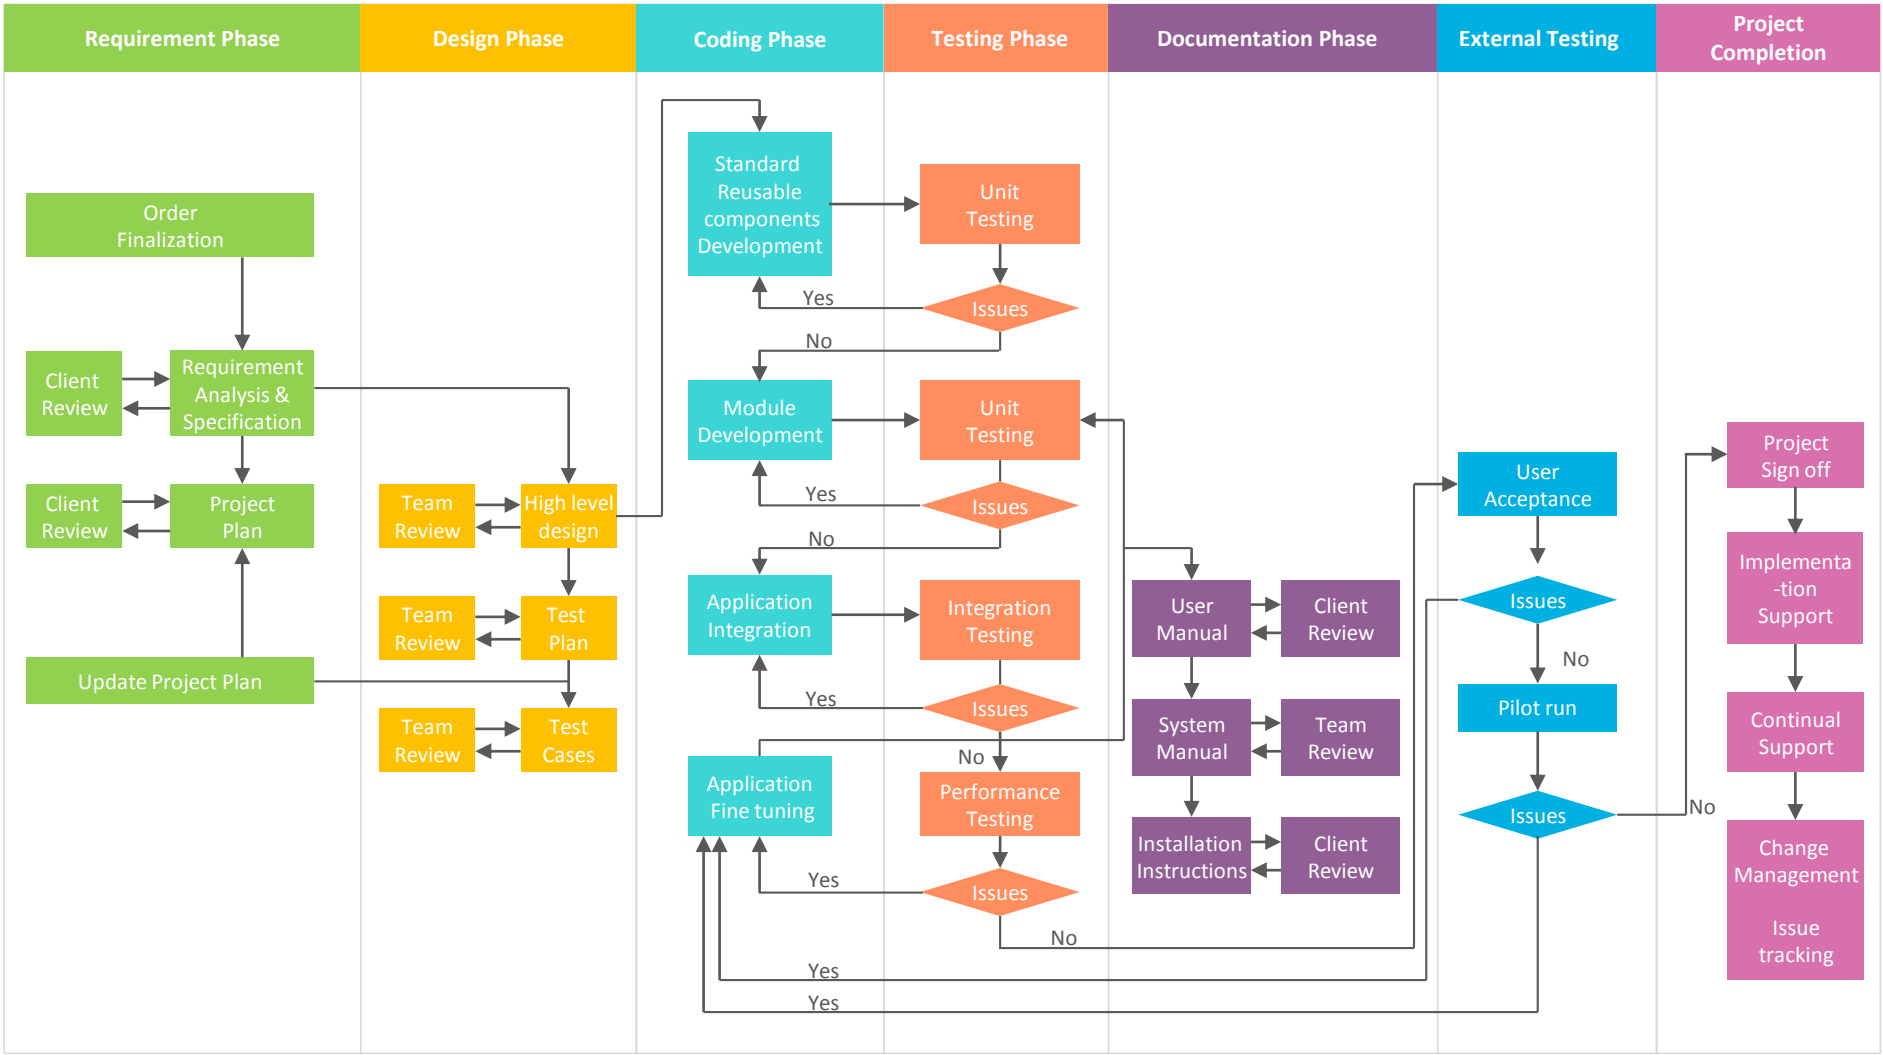 Requirement Phase
Design Phase
Coding Phase
Testing Phase
Documentation Phase
External Testing
Project
Completion
Order
Finalization
Client
Review
Requirement
Analysis &
Specification
Client
Review
Project
Plan
Update Project Plan
Team
Review
High level
design
Team
Review
Test
Plan
Team
Review
Test
Cases
Standard
Reusable
components
Development
Yes
No
Module
Development
Yes
No
Application
Integration
Yes
Application
Fine tuning
Yes
Yes
Yes
Unit
Testing
Issues
Unit
Testing
Issues
Integration
Testing
Issues
No
Performance
Testing
Issues
No
User
Manual
Client
Review
System
Manual
Team
Review
Installation
Instructions
Client
Review
User
Acceptance
Issues
No
Pilot run
Issues
No
Project
Sign off
Implementa
-tion
Support
Continual
Support
Change
Management
Issue
tracking